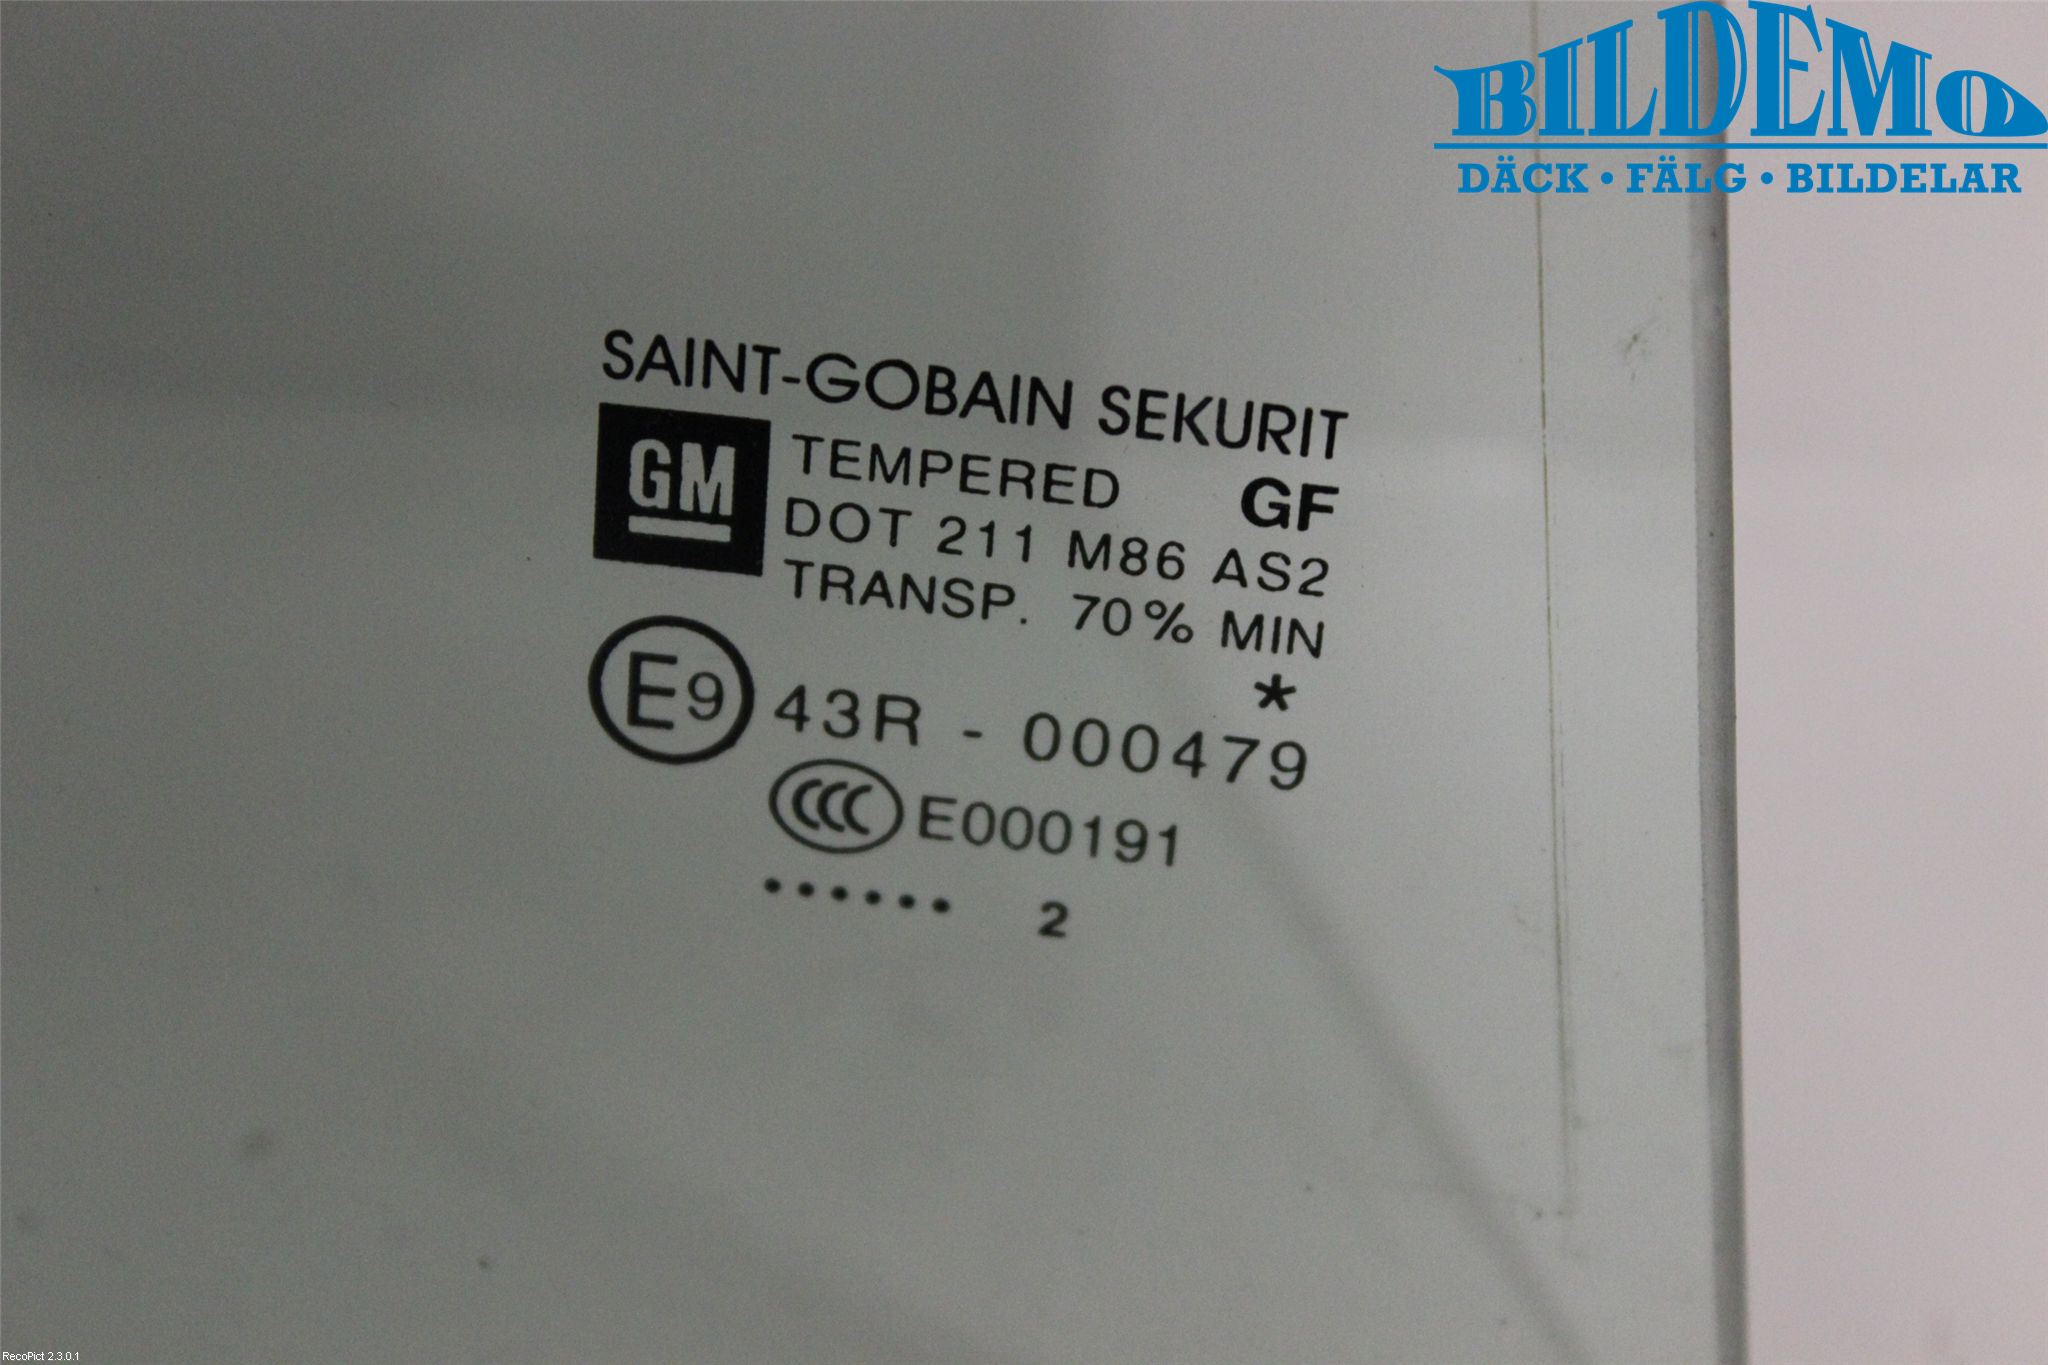 BILDEMO
DÄCK • FÄLG • BILDELAR
SAINT-GOBAIN SEKURIT
GM
TEMPERED GF
DOT 211 M86 AS2
TRANSP. 70% MIN
*
E9 43R - 000479
CCC E000191
...... 2
RecoPict 2.3.0.1